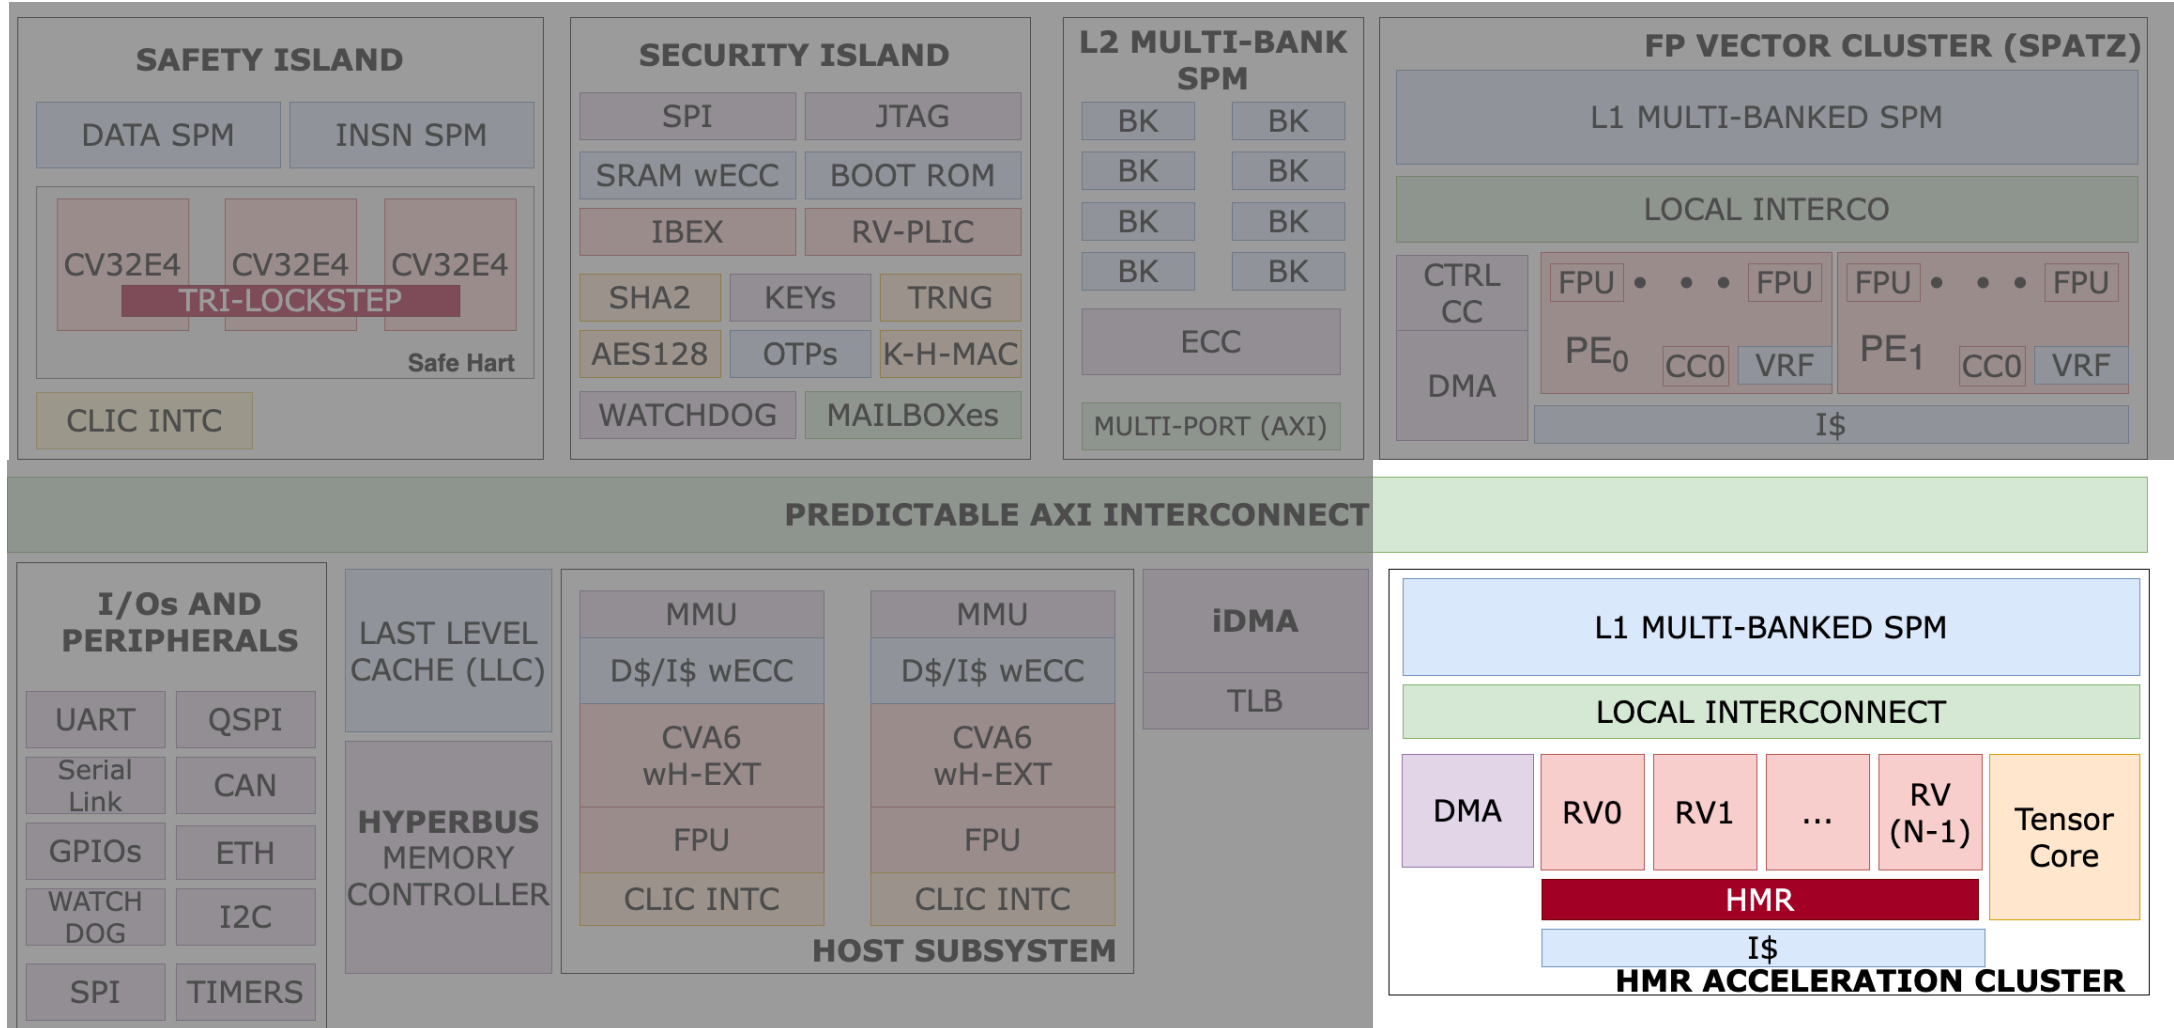 SAFETY ISLAND
DATA SPM
INSN SPM
CV32E4
CV32E4
CV32E4
TRI-LOCKSTEP
Safe Hart
CLIC INTC
SECURITY ISLAND
SPI
JTAG
SRAM wECC
BOOT ROM
IBEX
RV-PLIC
SHA2
KEYs
TRNG
AES128
OTPs
K-H-MAC
WATCHDOG
MAILBOXes
L2 MULTI-BANK
SPM
BK
BK
BK
BK
BK
BK
BK
BK
ECC
MULTI-PORT (AXI)
FP VECTOR CLUSTER (SPATZ)
L1 MULTI-BANKED SPM
LOCAL INTERCO
CTRL
CC
DMA
FPU • • • FPU
PE0
CC0
VRF
FPU • • • FPU
PE1
CC0
VRF
I$
PREDICTABLE AXI INTERCONNECT
I/Os AND
PERIPHERALS
UART
QSPI
Serial
Link
CAN
GPIOs
ETH
WATCH
DOG
I2C
SPI
TIMERS
LAST LEVEL
CACHE (LLC)
HYPERBUS
MEMORY
CONTROLLER
MMU
D$/I$ wECC
CVA6
wH-EXT
FPU
CLIC INTC
MMU
D$/I$ wECC
CVA6
wH-EXT
FPU
CLIC INTC
HOST SUBSYSTEM
iDMA
TLB
L1 MULTI-BANKED SPM
LOCAL INTERCONNECT
DMA
RV0
RV1
...
RV
(N-1)
Tensor
Core
HMR
I$
HMR ACCELERATION CLUSTER